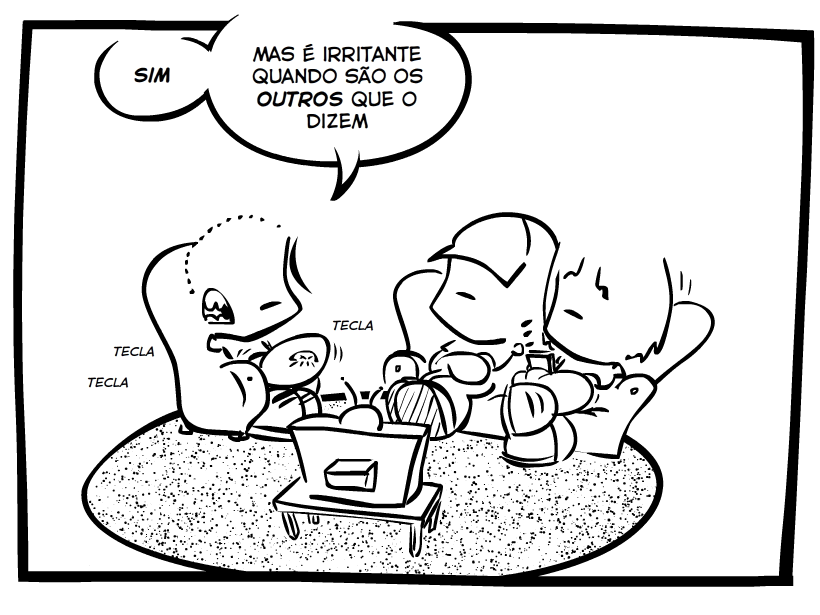 SIM
MAS É IRRITANTE
QUANDO SÃO OS
OUTROS QUE O
DIZEM
TECLA
TECLA
TECLA